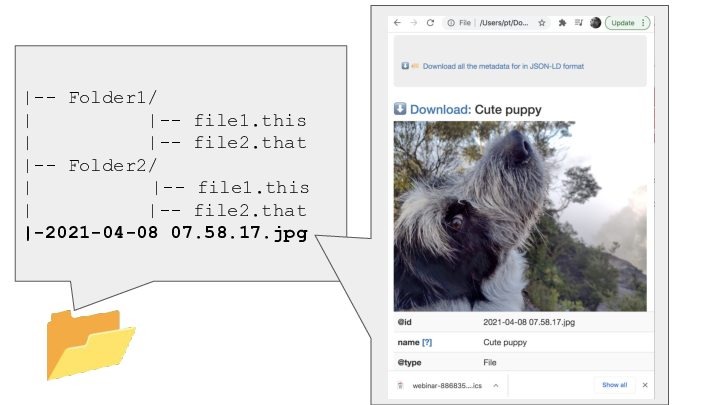 |-- Folder1/
|            |-- file1.this
|            |-- file2.that
|-- Folder2/
|            |-- file1.this
|            |-- file2.that
|-2021-04-08 07.58.17.jpg
File | /Users/pt/Do...
Update
Download all the metadata for in JSON-LD format
Download: Cute puppy
@id 2021-04-08 07.58.17.jpg
name [?] Cute puppy
@type File
webinar-886835....ics
Show all